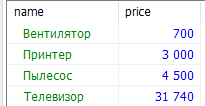 name price
Вентилятор 700
Принтер 3 000
Пылесос 4 500
Телевизор 31 740